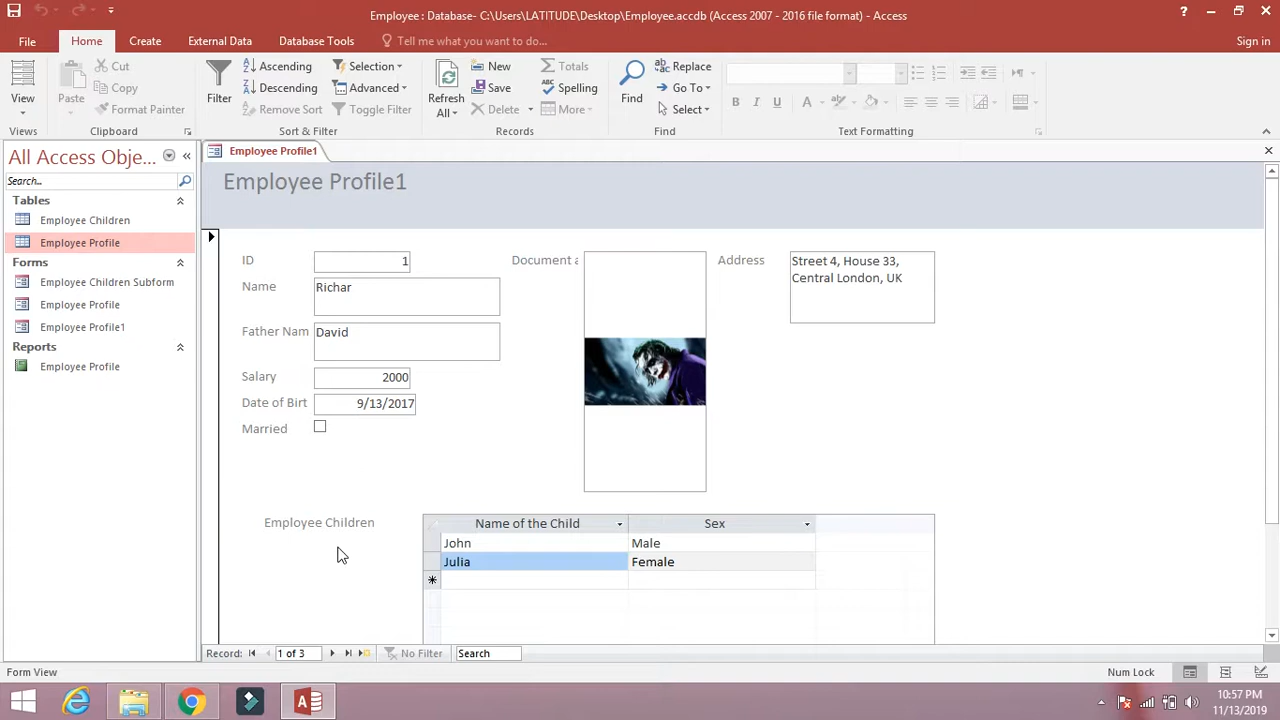 Employee : Database- C:\Users\LATITUDE\Desktop\Employee.accdb (Access 2007 - 2016 file format) - Access
?
File Home Create External Data Database Tools Tell me what you want to do... Sign in
View
Views
Paste
Cut
Copy
Format Painter
Clipboard
Filter
Ascending
Descending
Remove Sort
Selection
Advanced
Toggle Filter
Sort & Filter
Refresh
All
New
Save
Delete
Totals
Spelling
More
Records
Find
Replace
Go To
Select
Find
B I U A
Text Formatting
All Access Obje...
Search...
Tables
Employee Children
Employee Profile
Forms
Employee Children Subform
Employee Profile
Employee Profile1
Reports
Employee Profile
Employee Profile1
Employee Profile1
ID 1
Name Richar
Father Nam David
Salary 2000
Date of Birt 9/13/2017
Married
Document a
Address Street 4, House 33,
Central London, UK
Employee Children
Name of the Child Sex
John Male
Julia Female
Record: 1 of 3 No Filter Search
Form View Num Lock
10:57 PM
11/13/2019